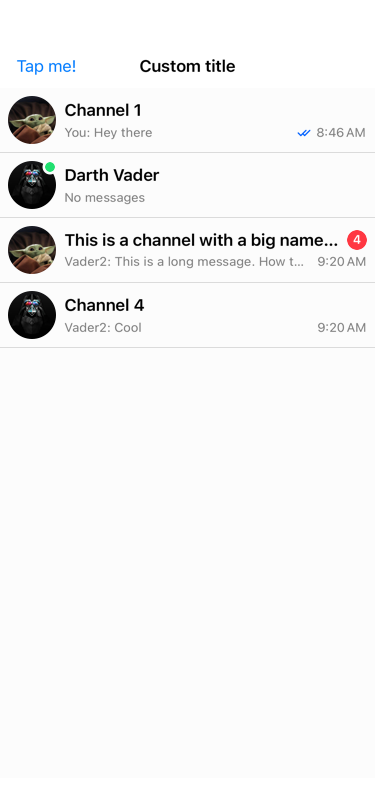 Tap me! Custom title
Channel 1
You: Hey there 8:46 AM
Darth Vader
No messages
This is a channel with a big name... 4
Vader2: This is a long message. How t... 9:20 AM
Channel 4
Vader2: Cool 9:20 AM